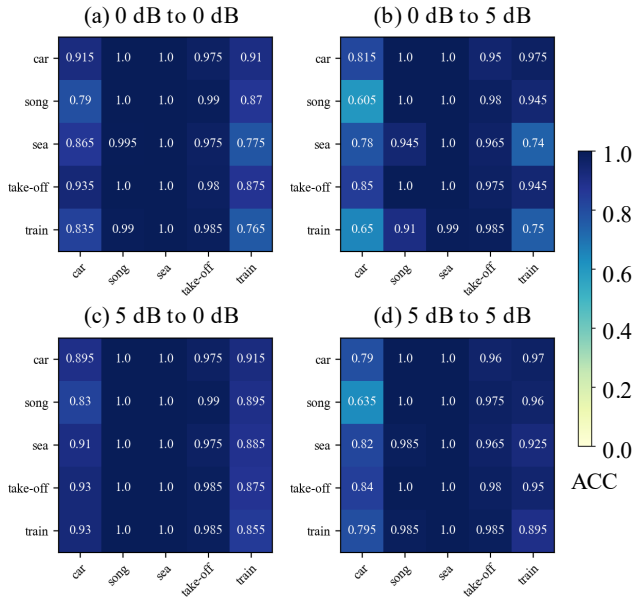 (a) 0 dB to 0 dB
car 0.915 1.0 1.0 0.975 0.91
song 0.79 1.0 1.0 0.99 0.87
sea 0.865 0.995 1.0 0.975 0.775
take-off 0.935 1.0 1.0 0.98 0.875
train 0.835 0.99 1.0 0.985 0.765
car song sea take-off train
(b) 0 dB to 5 dB
car 0.815 1.0 1.0 0.95 0.975
song 0.605 1.0 1.0 0.98 0.945
sea 0.78 0.945 1.0 0.965 0.74
take-off 0.85 1.0 1.0 0.975 0.945
train 0.65 0.91 0.99 0.985 0.75
car song sea take-off train
(c) 5 dB to 0 dB
car 0.895 1.0 1.0 0.975 0.915
song 0.83 1.0 1.0 0.99 0.895
sea 0.91 1.0 1.0 0.975 0.885
take-off 0.93 1.0 1.0 0.985 0.875
train 0.93 1.0 1.0 0.985 0.855
car song sea take-off train
(d) 5 dB to 5 dB
car 0.79 1.0 1.0 0.96 0.97
song 0.635 1.0 1.0 0.975 0.96
sea 0.82 0.985 1.0 0.965 0.925
take-off 0.84 1.0 1.0 0.98 0.95
train 0.795 0.985 1.0 0.985 0.895
car song sea take-off train
1.0
0.8
0.6
0.4
0.2
0.0
ACC